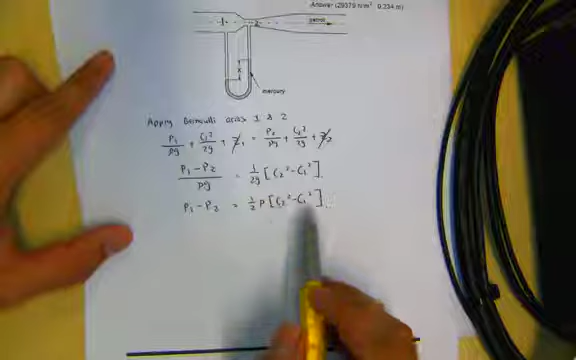 Answer (29379 N/m² 0.234 m)
1 2 petrol
x
mercury
Apply Bernoulli across 1 & 2
P₁/ρg + C₁²/2g + z₁ = P₂/ρg + C₂²/2g + z₂
P₁-P₂/ρg = 1/2g [C₂²-C₁²]
P₁-P₂ = ½ρ[C₂²-C₁²]